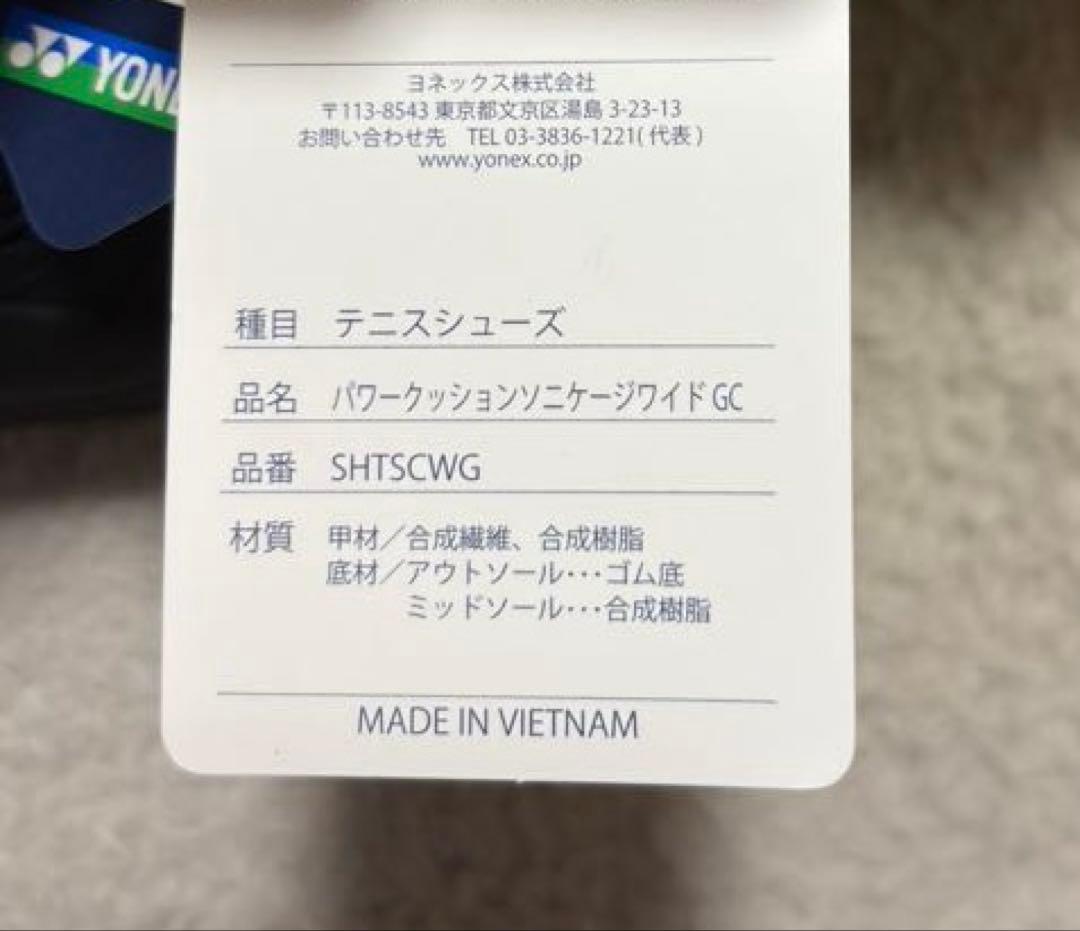 YONE
ヨネックス株式会社
〒113-8543 東京都文京区湯島 3-23-13
お問い合わせ先　TEL 03-3836-1221(代表)
www.yonex.co.jp
種目　テニスシューズ
品名　パワークッションソニケージワイド GC
品番　SHTSCWG
材質　甲材／合成繊維、合成樹脂
底材／アウトソール･･･ゴム底
ミッドソール･･･合成樹脂
MADE IN VIETNAM